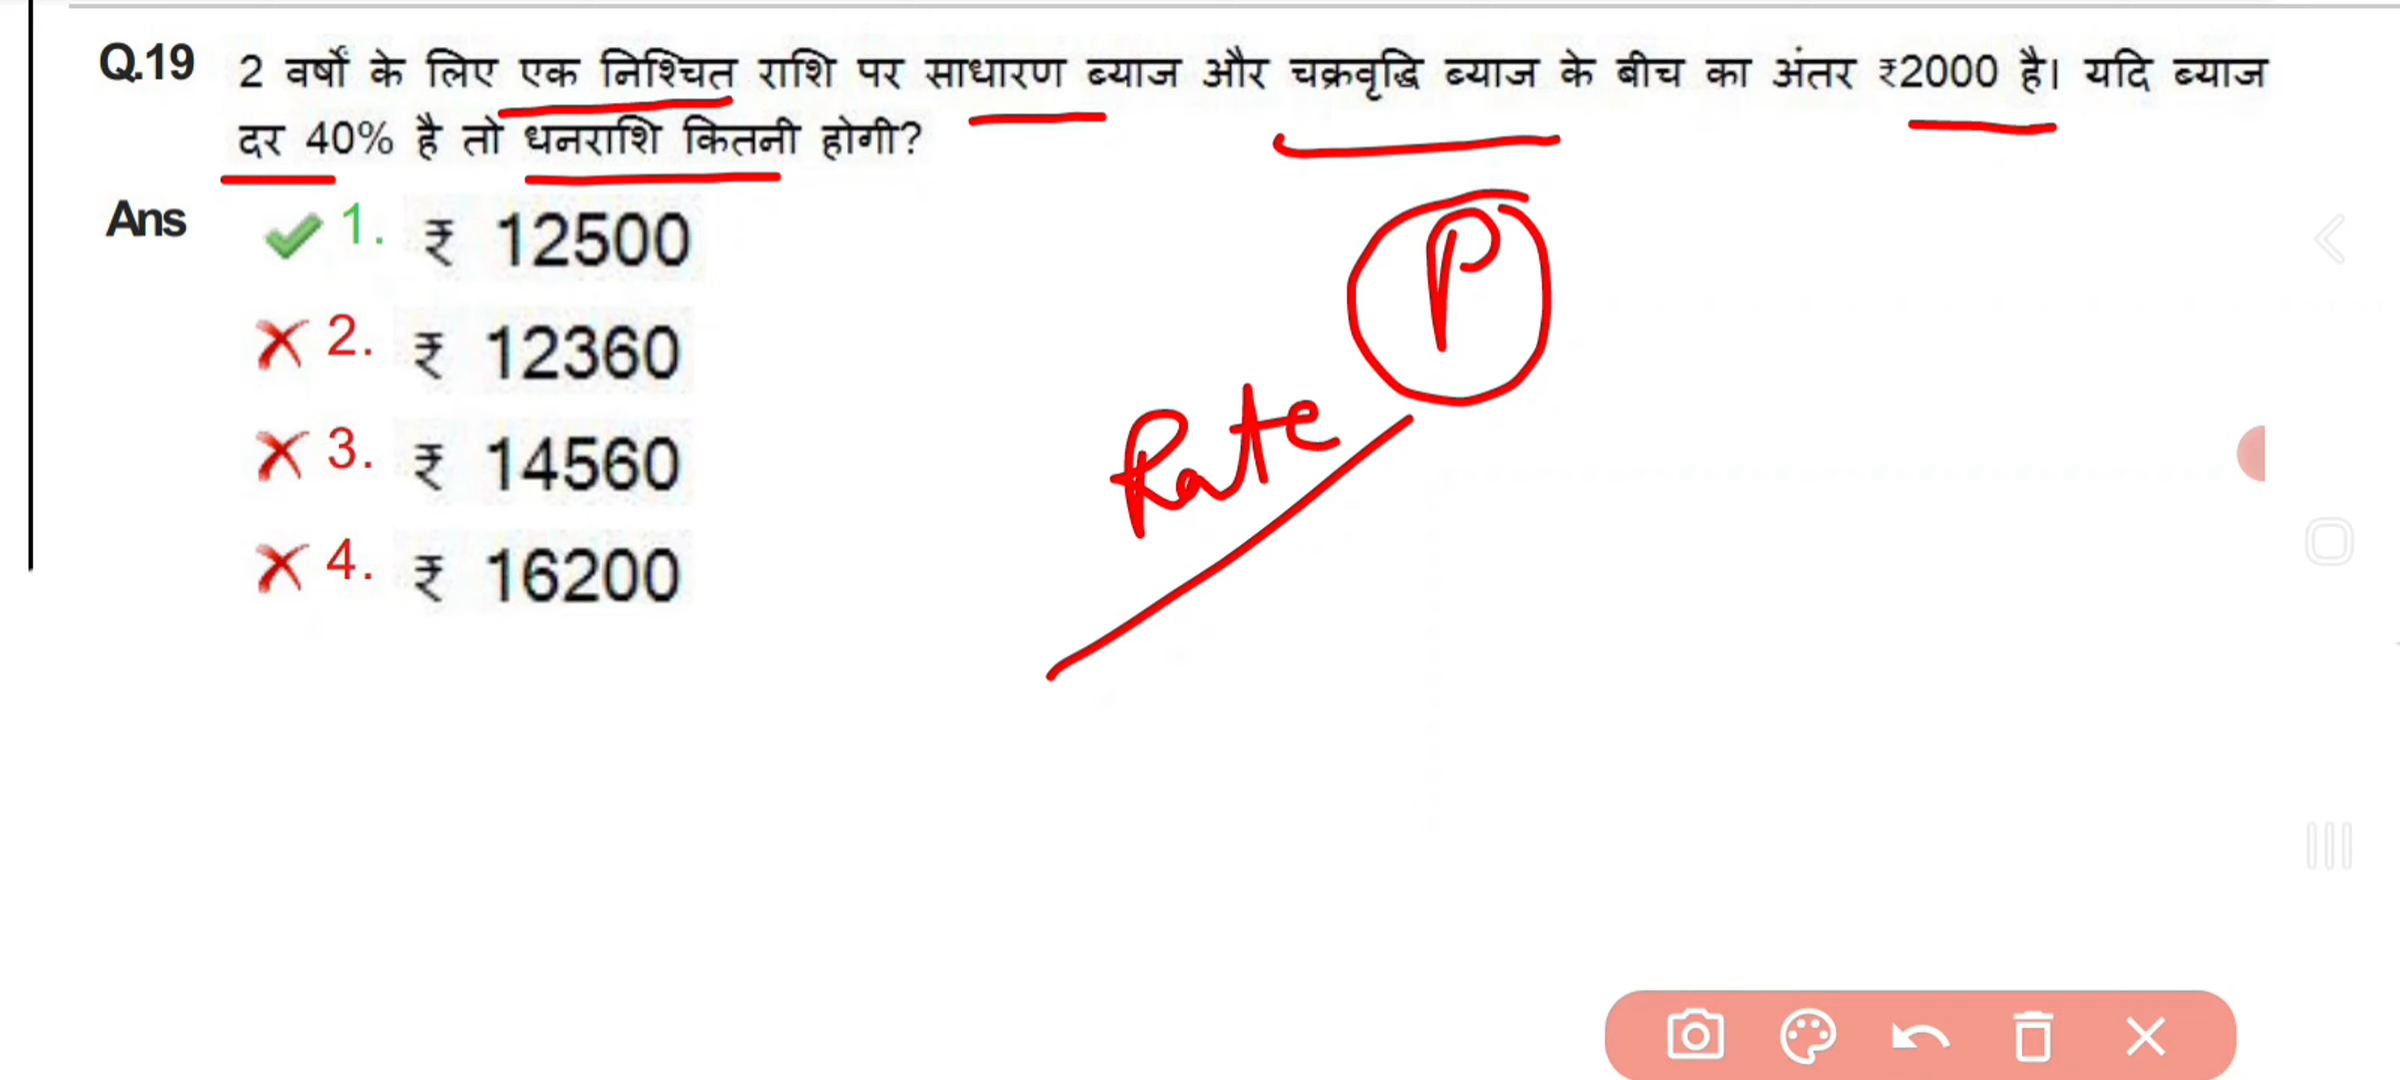 Q.19 2 वर्षों के लिए एक निश्चित राशि पर साधारण ब्याज और चक्रवृद्धि ब्याज के बीच का अंतर ₹2000 है। यदि ब्याज
दर 40% है तो धनराशि कितनी होगी?
Ans 1. ₹ 12500
2. ₹ 12360
3. ₹ 14560
4. ₹ 16200
P
Rate